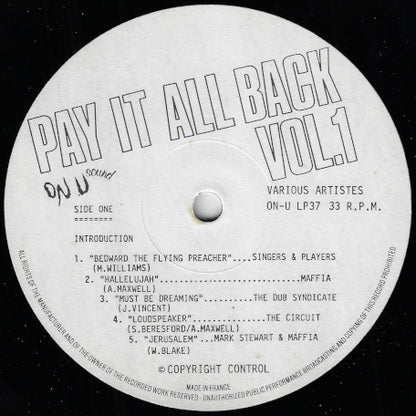 PAY IT ALL BACK
VOL.1
ON U sound
VARIOUS ARTISTES
ON-U LP37 33 R.P.M.
SIDE ONE
========
INTRODUCTION
1. "BEDWARD THE FLYING PREACHER"....SINGERS & PLAYERS
(M.WILLIAMS)
2. "HALLELUJAH"............................MAFFIA
(A.MAXWELL)
3. "MUST BE DREAMING".........THE DUB SYNDICATE
(J.VINCENT)
4. "LOUDSPEAKER".........THE CIRCUIT
(S.BERESFORD/A.MAXWELL)
5. "JERUSALEM"...MARK STEWART & MAFFIA
(W.BLAKE)
© COPYRIGHT CONTROL
MADE IN FRANCE
ALL RIGHTS OF THE MANUFACTURER AND OF THE OWNER OF THE RECORDED WORK RESERVED - UNAUTHORIZED PUBLIC PERFORMANCE BROADCASTING AND COPYING OF THIS RECORD PROHIBITED